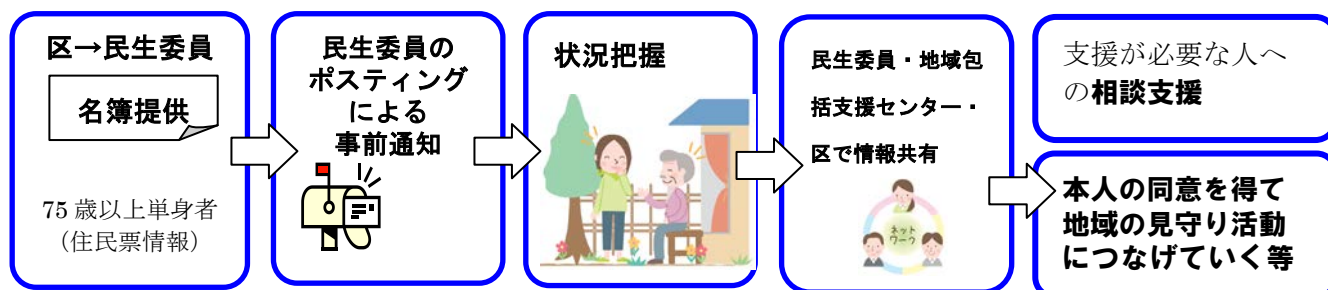 区→民生委員
名簿提供
75 歳以上単身者
（住民票情報）
民生委員の
ポスティング
による
事前通知
状況把握
民生委員・地域包
括支援センター・
区で情報共有
ネット
ワーク
支援が必要な人へ
の相談支援
本人の同意を得て
地域の見守り活動
につなげていく等